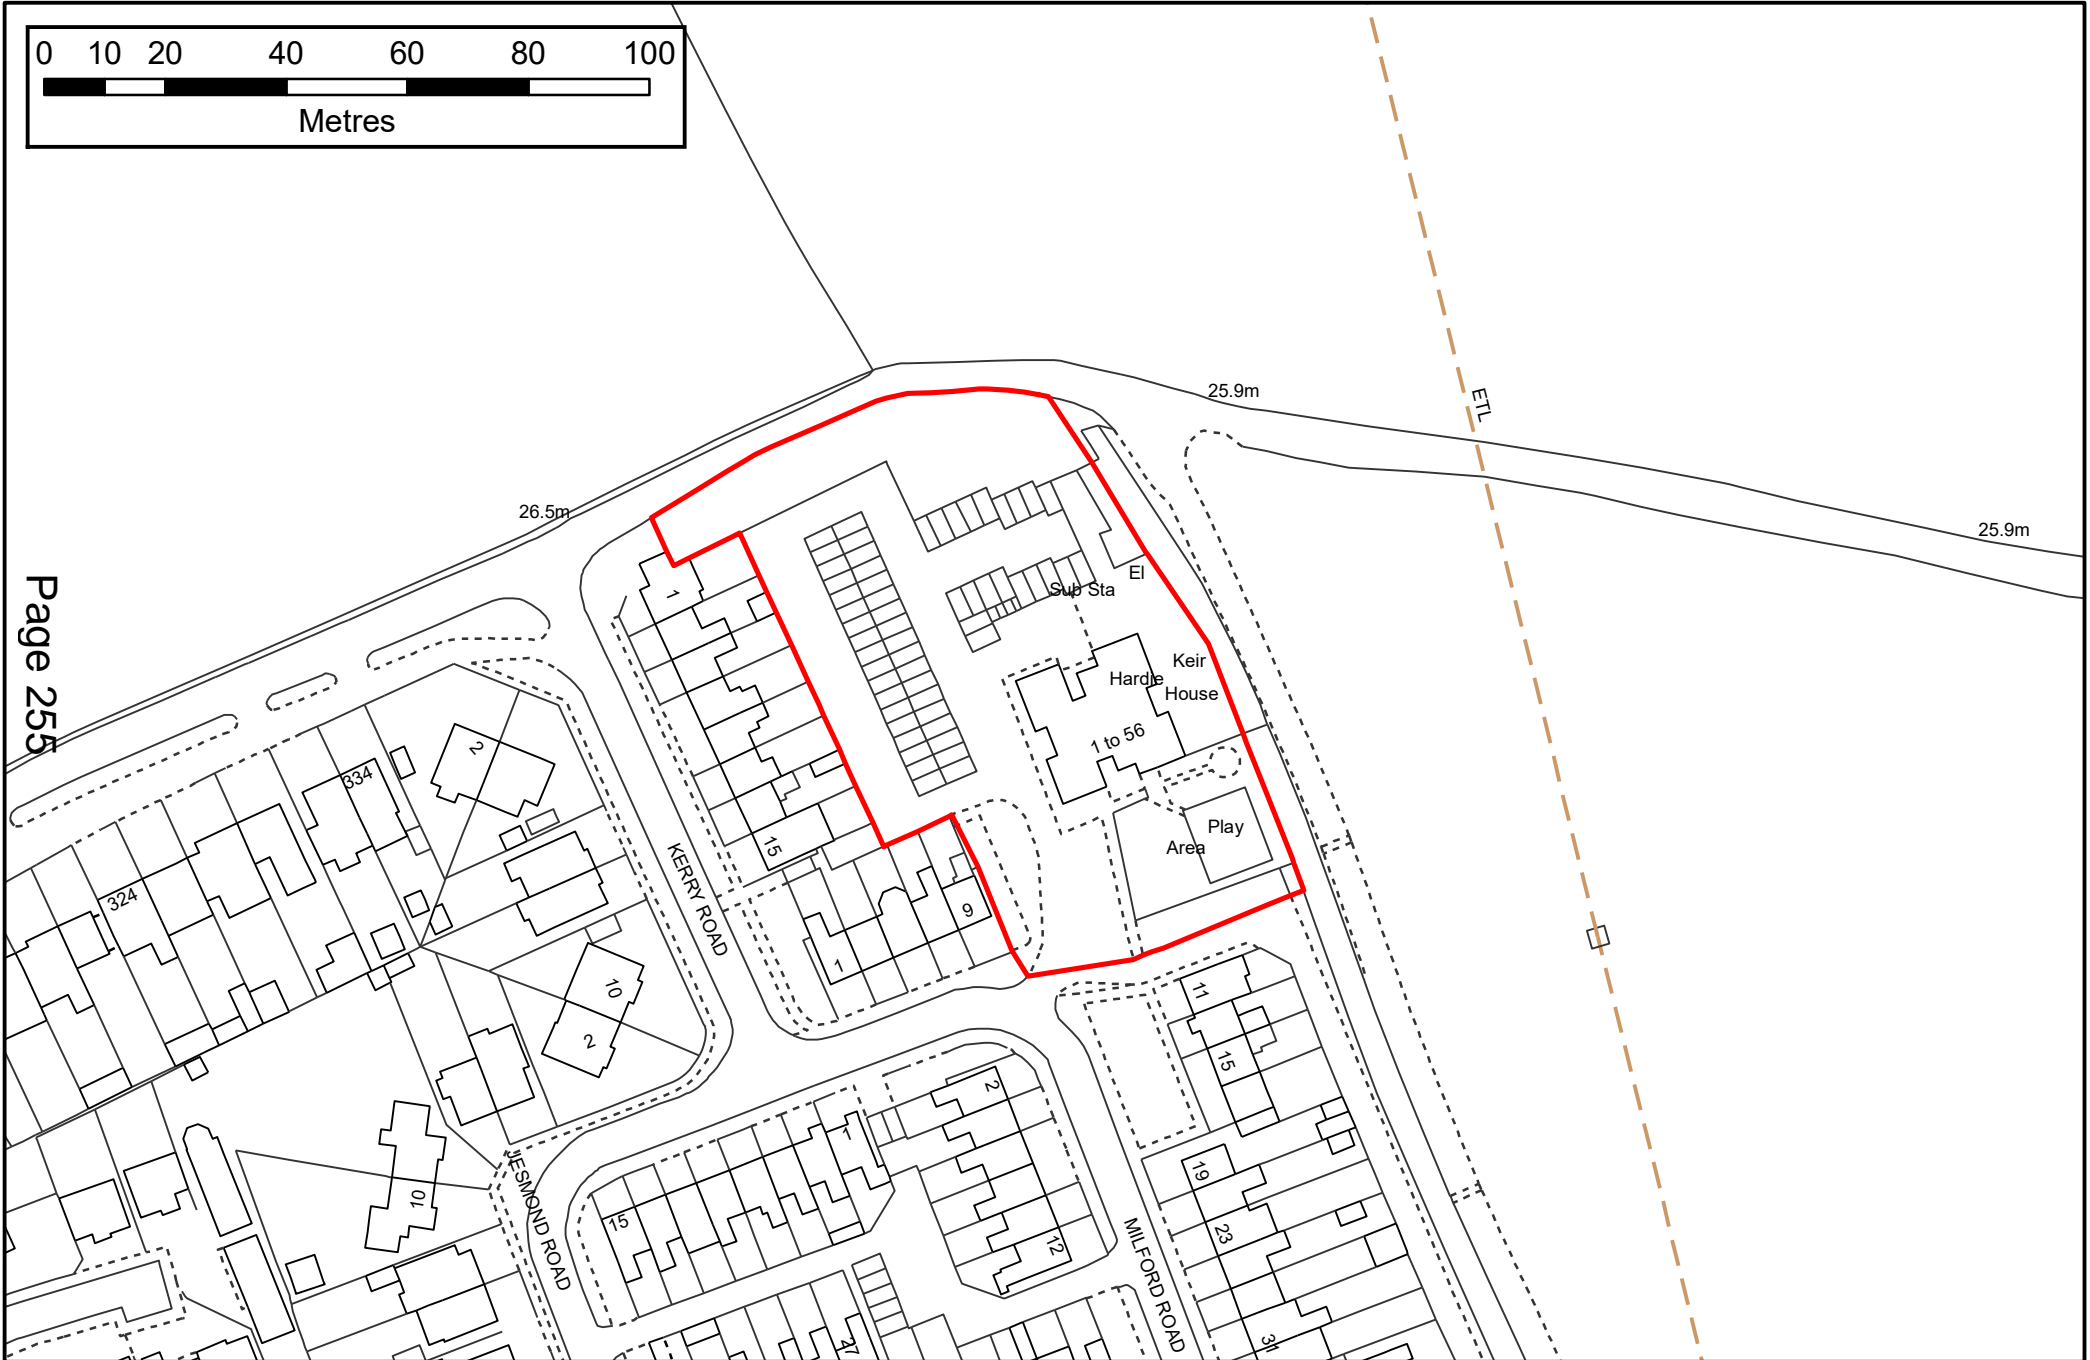 0 10 20 40 60 80 100
Metres
25.9m
ETL
26.5m
25.9m
El
Sub Sta
1
Keir
Hardie
House
1 to 56
Page 255
2
334
Play
Area
15
KERRY ROAD
324
9
1
10
2
11
15
2
1
JESMOND ROAD
10
15
19
23
12
MILFORD ROAD
27
31